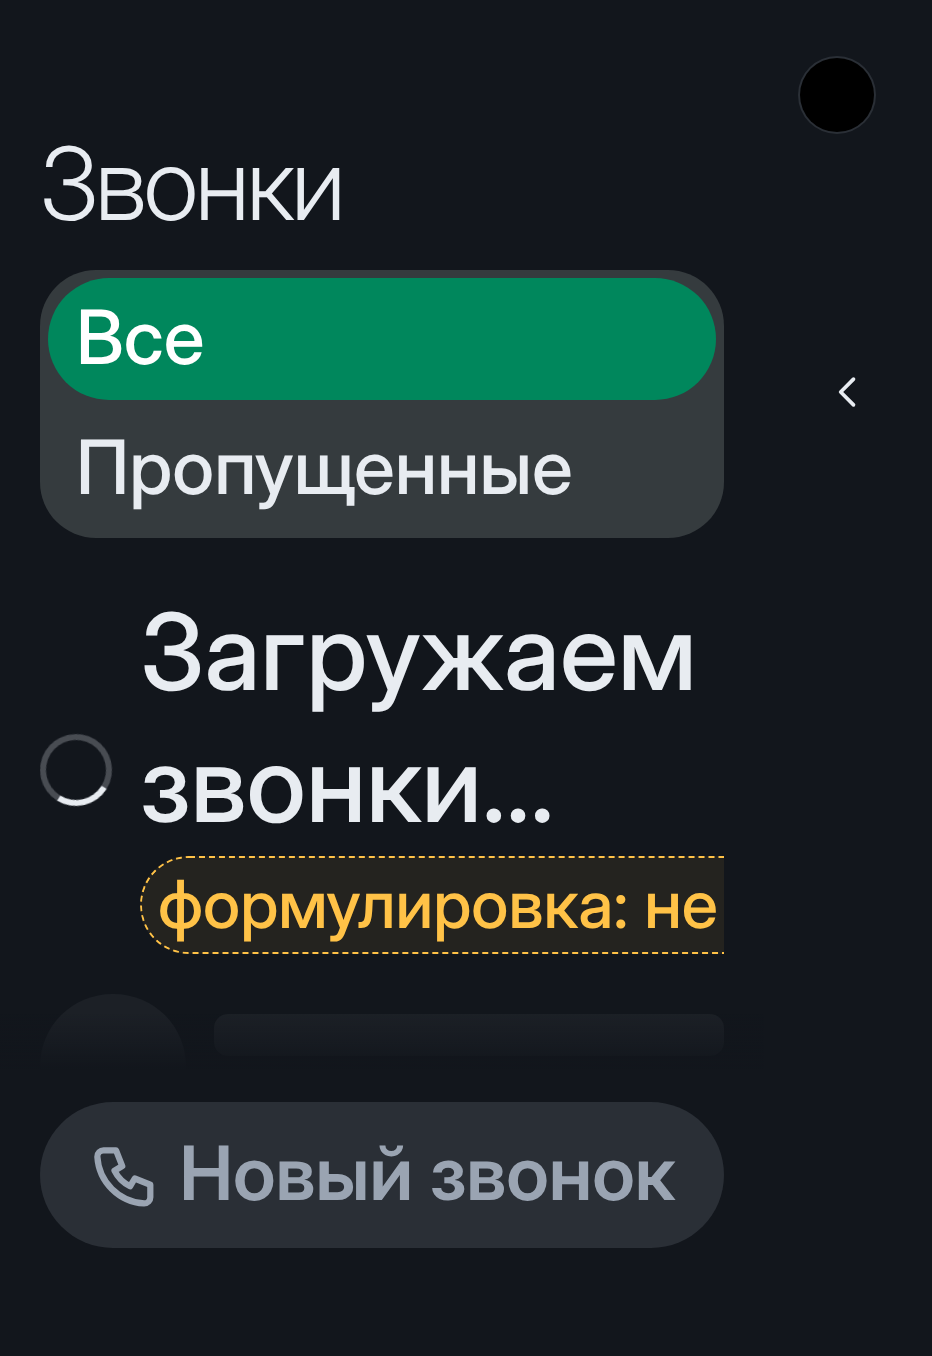 Звонки
Все
Пропущенные
Загружаем
звонки...
формулировка: не
Новый звонок